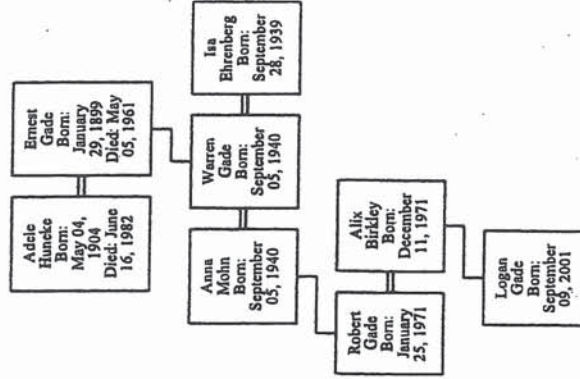 Adele
Huneke
Born:
May 04,
1904
Died: June
16, 1982
Ernest
Gade
Born:
January
29, 1899
Died: May
05, 1961
Anna
Mohn
Born:
September
05, 1940
Warren
Gade
Born:
September
05, 1940
Isa
Ehrenberg
Born:
September
28, 1939
Robert
Gade
Born:
January
25, 1971
Alix
Birkley
Born:
December
11, 1971
Logan
Gade
Born:
September
09, 2001